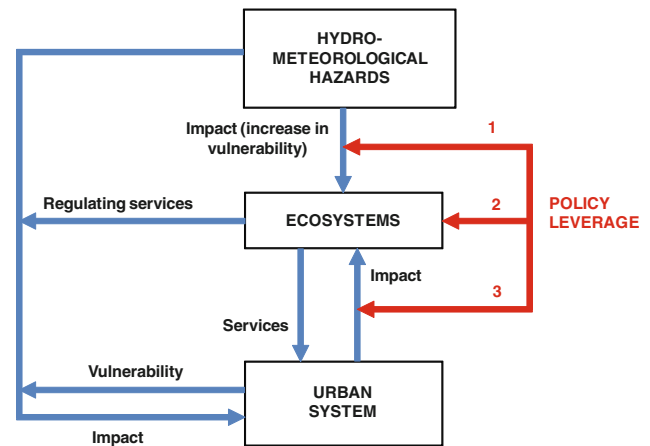 HYDRO-
METEOROLOGICAL
HAZARDS
Impact (increase in
vulnerability)
1
Regulating services
ECOSYSTEMS
2
POLICY
LEVERAGE
Impact
3
Services
Vulnerability
URBAN
SYSTEM
Impact